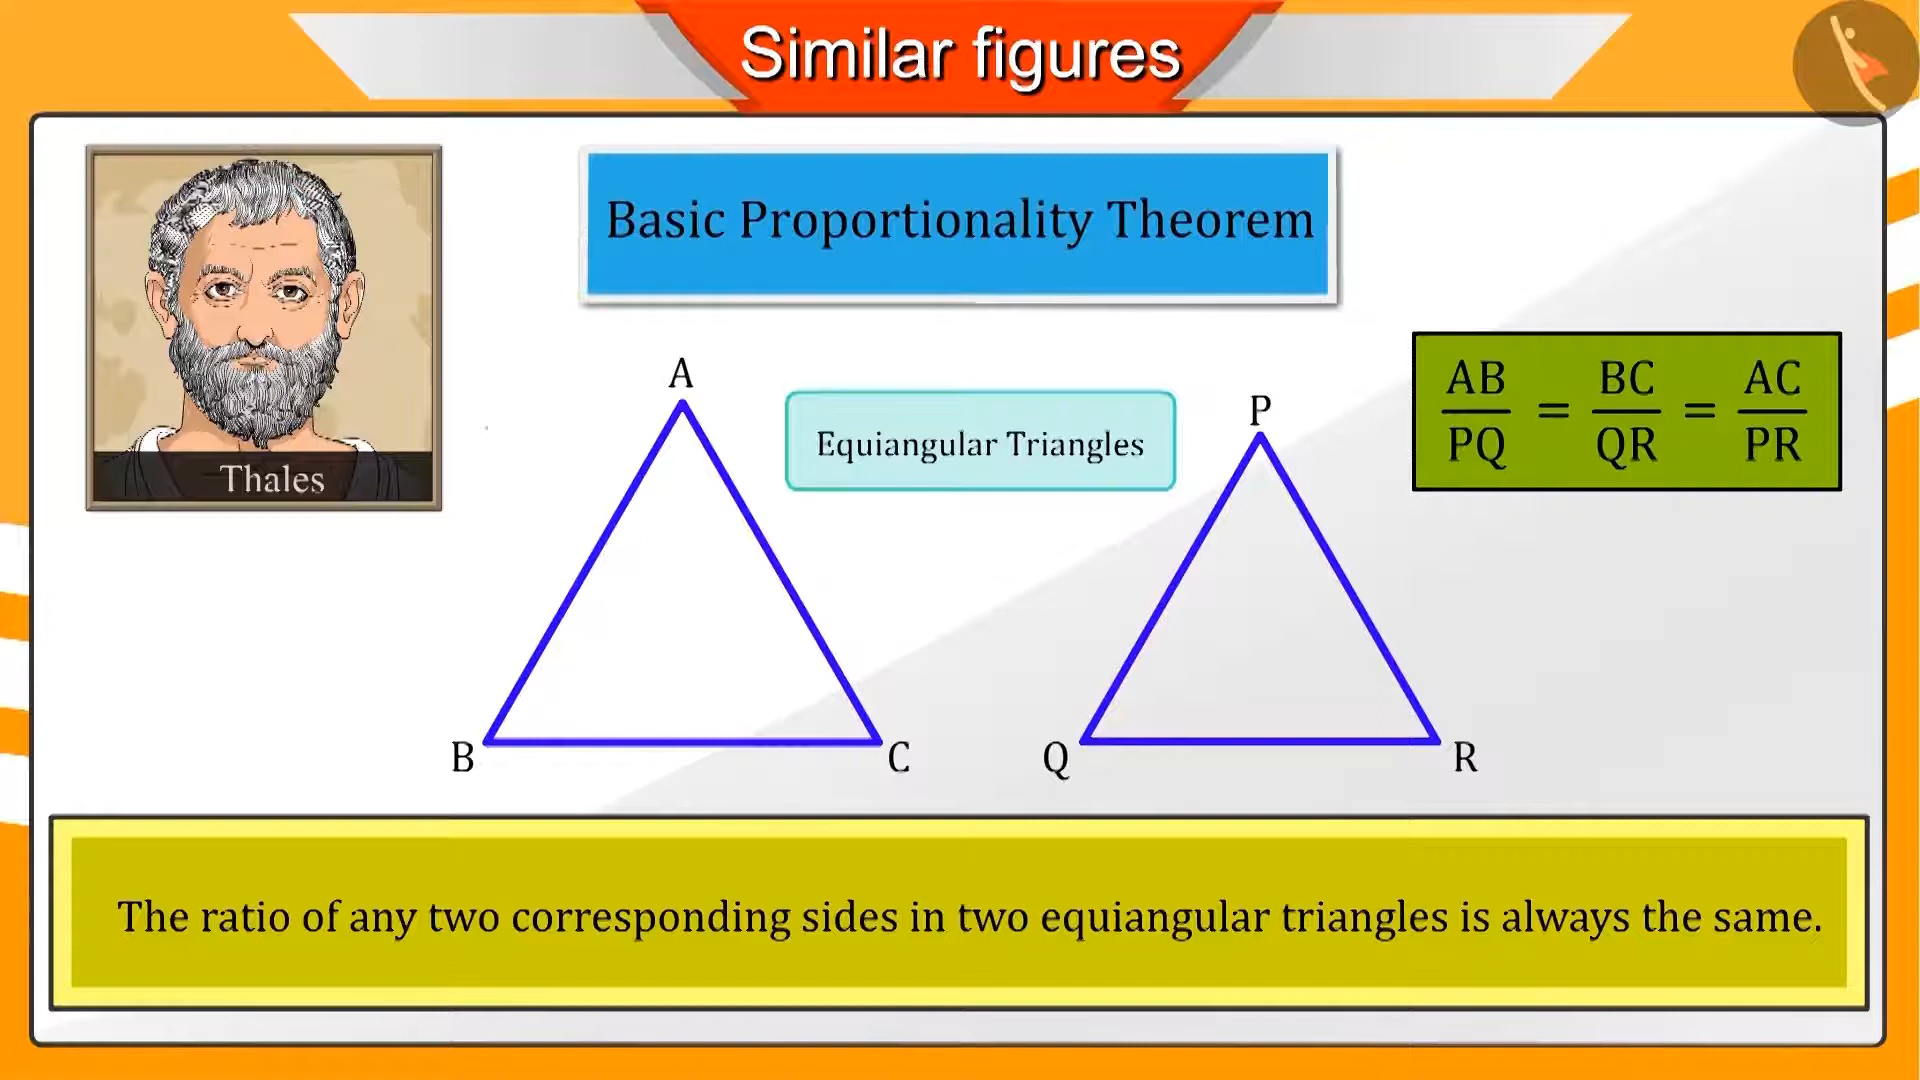 Similar figures
Basic Proportionality Theorem
Thales
A
Equiangular Triangles
P
AB/PQ = BC/QR = AC/PR
B
C
Q
R
The ratio of any two corresponding sides in two equiangular triangles is always the same.